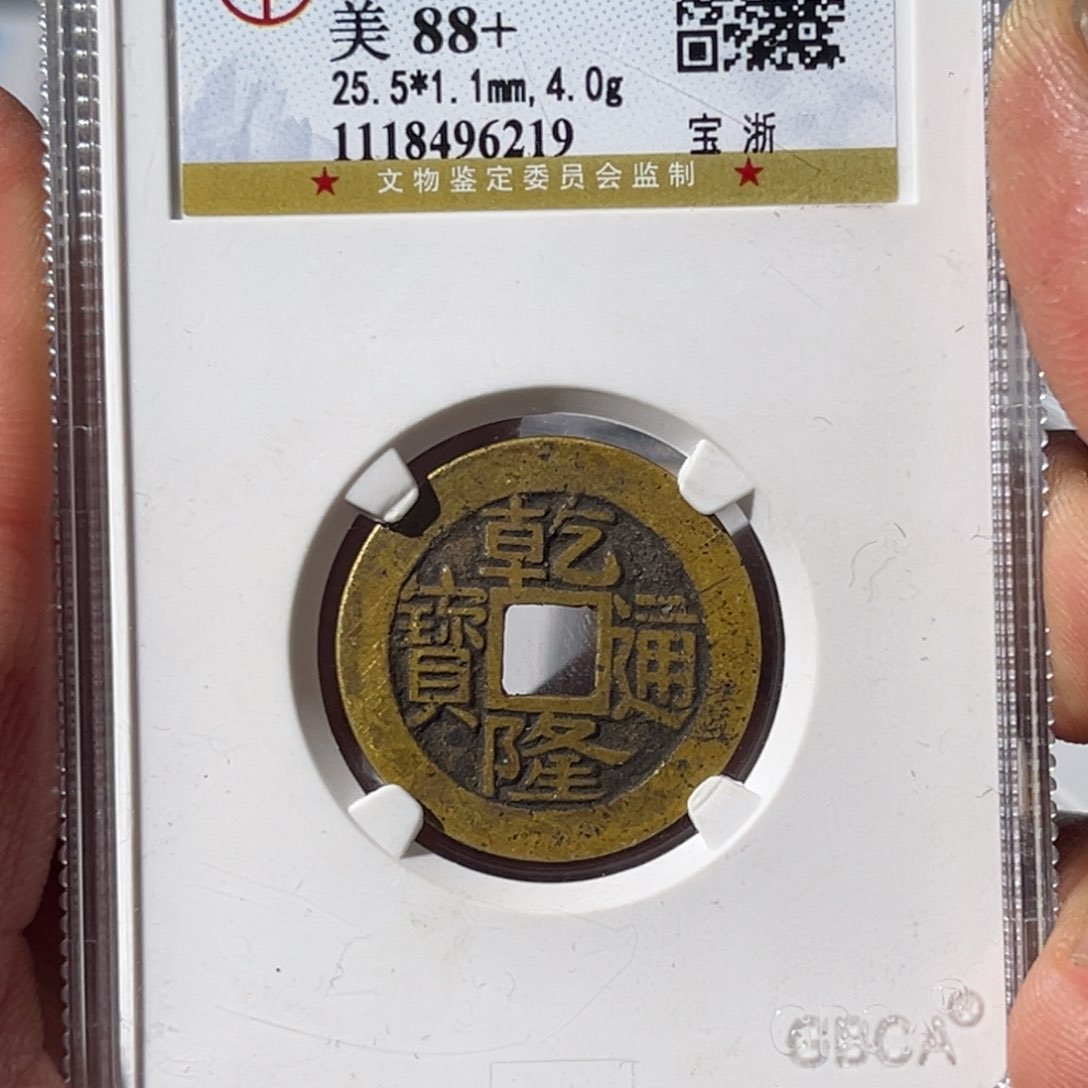 美 88+
25.5*1.1mm,4.0g
1118496219 宝 浙
★ 文物鉴定委员会监制 ★
乾隆通寶
GBCA®